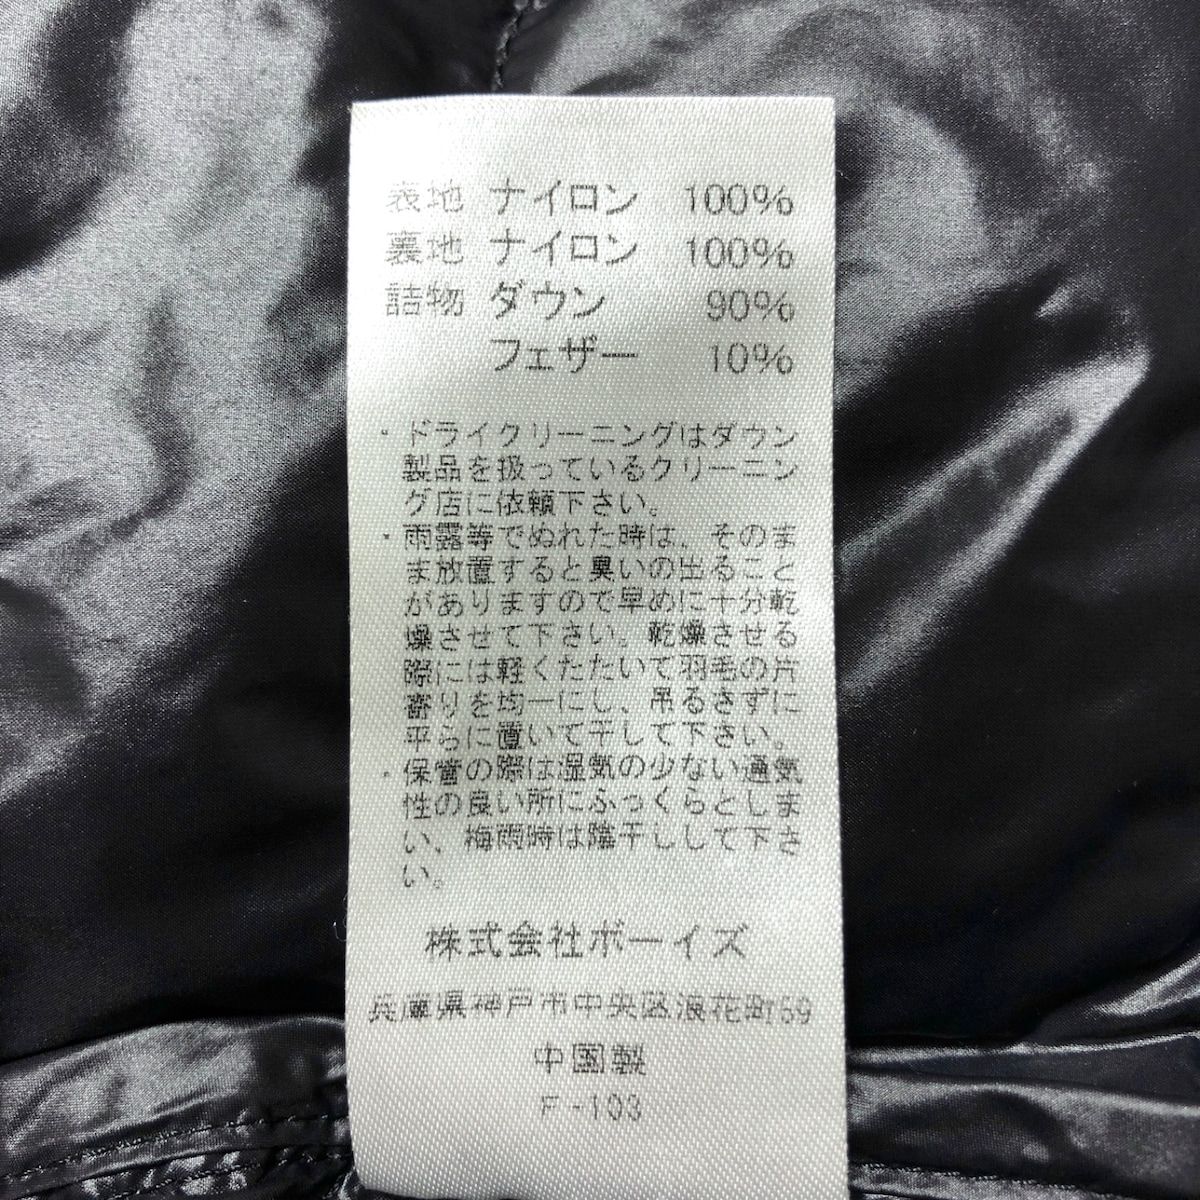 表地 ナイロン 100%
裏地 ナイロン 100%
詰物 ダウン 90%
フェザー 10%
・ドライクリーニングはダウン
製品を扱っているクリーニン
グ店に依頼下さい。
・雨露等でぬれた時は、そのま
ま放置すると臭いの出ること
がありますので早めに十分乾
燥させて下さい。乾燥させる
際には軽くたたいて羽毛の片
寄りを均一にし、吊るさずに
平らに置いて干して下さい。
・保管の際は湿気の少ない通気
性の良い所にふっくらとしま
い、梅雨時は陰干しして下さ
い。
株式会社ボーイズ
兵庫県神戸市中央区浪花町59
中国製
F-103